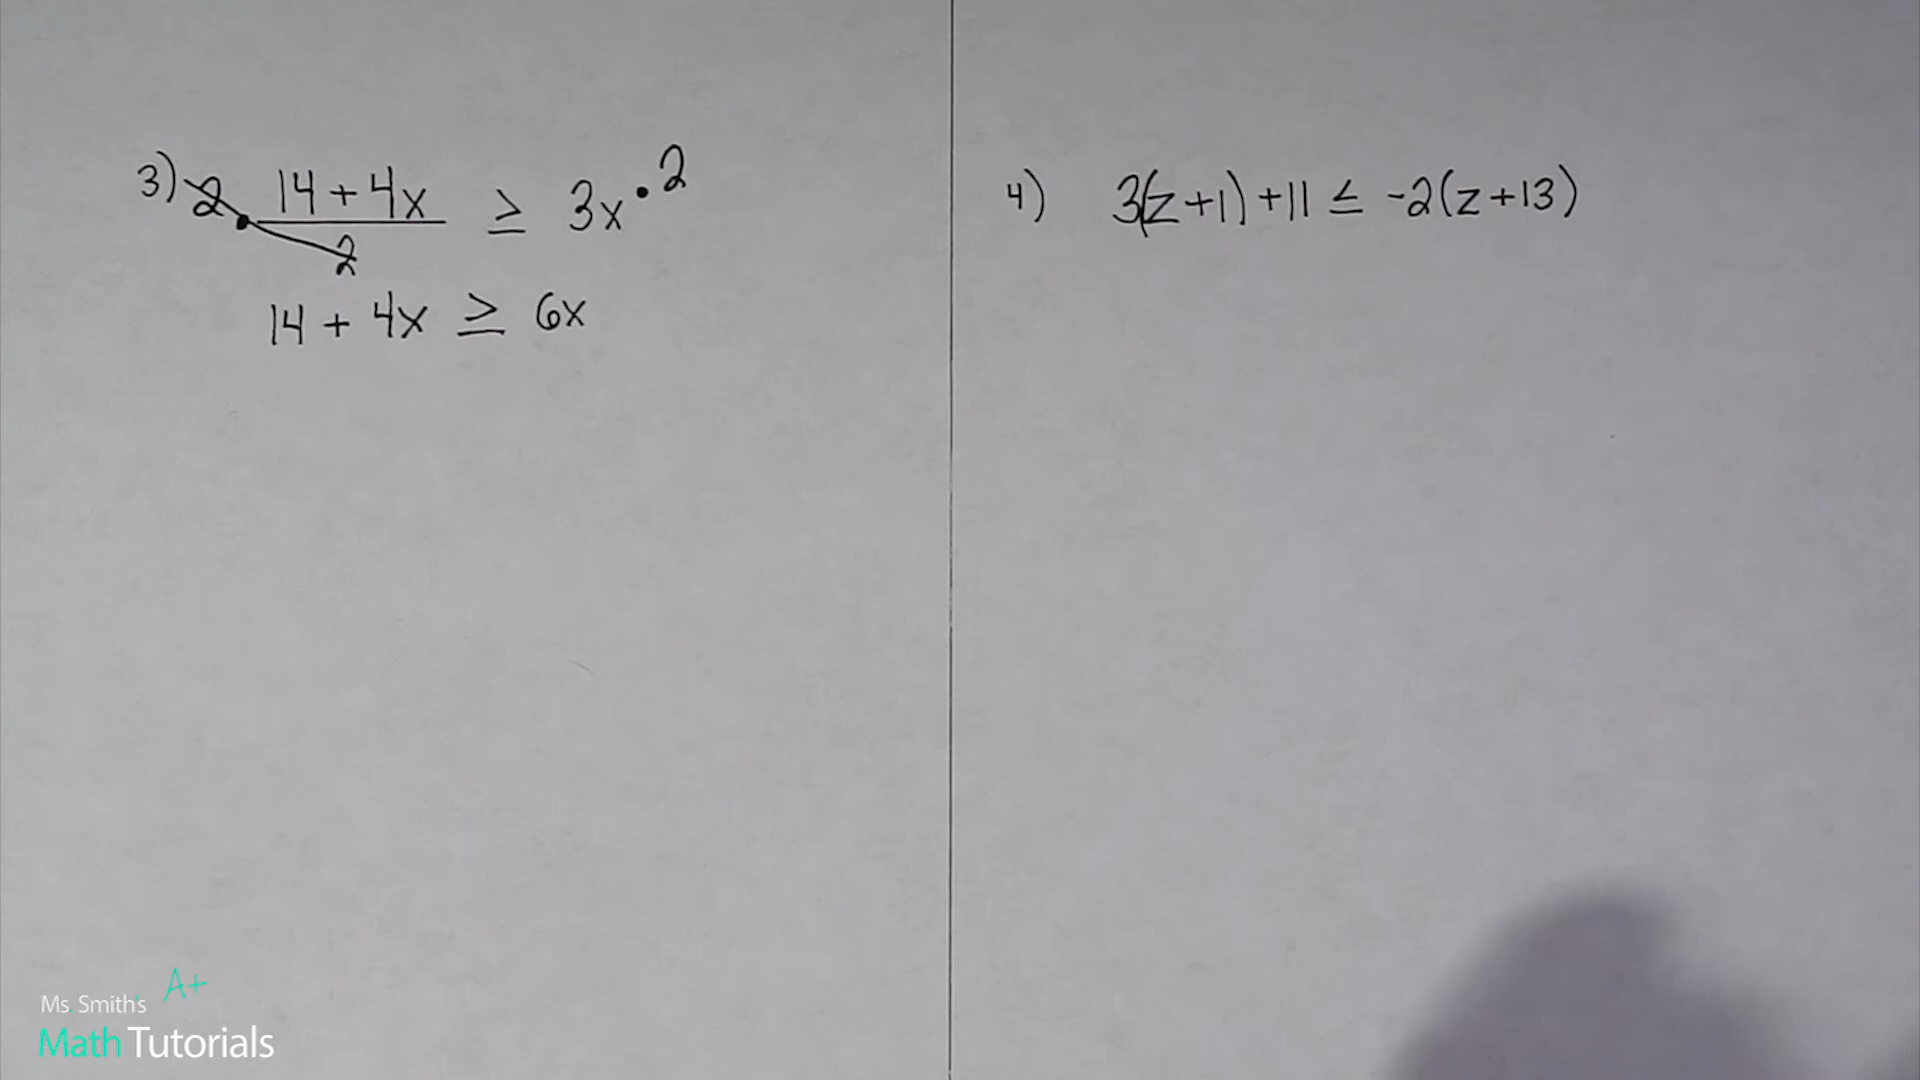 3) 2 • 14 + 4x / 2 ≥ 3x • 2
14 + 4x ≥ 6x
4) 3(z+1)+11 ≤ -2(z+13)
A+
Ms. Smith's
Math Tutorials